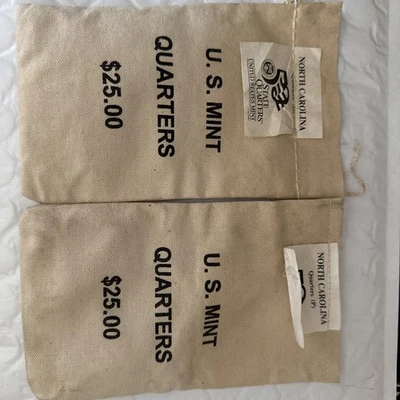 NORTH CAROLINA
50
STATE
QUARTERS
UNITED STATES MINT
U. S. MINT
QUARTERS
$25.00
NORTH CAROLINA
Quarters (P)
U. S. MINT
QUARTERS
$25.00